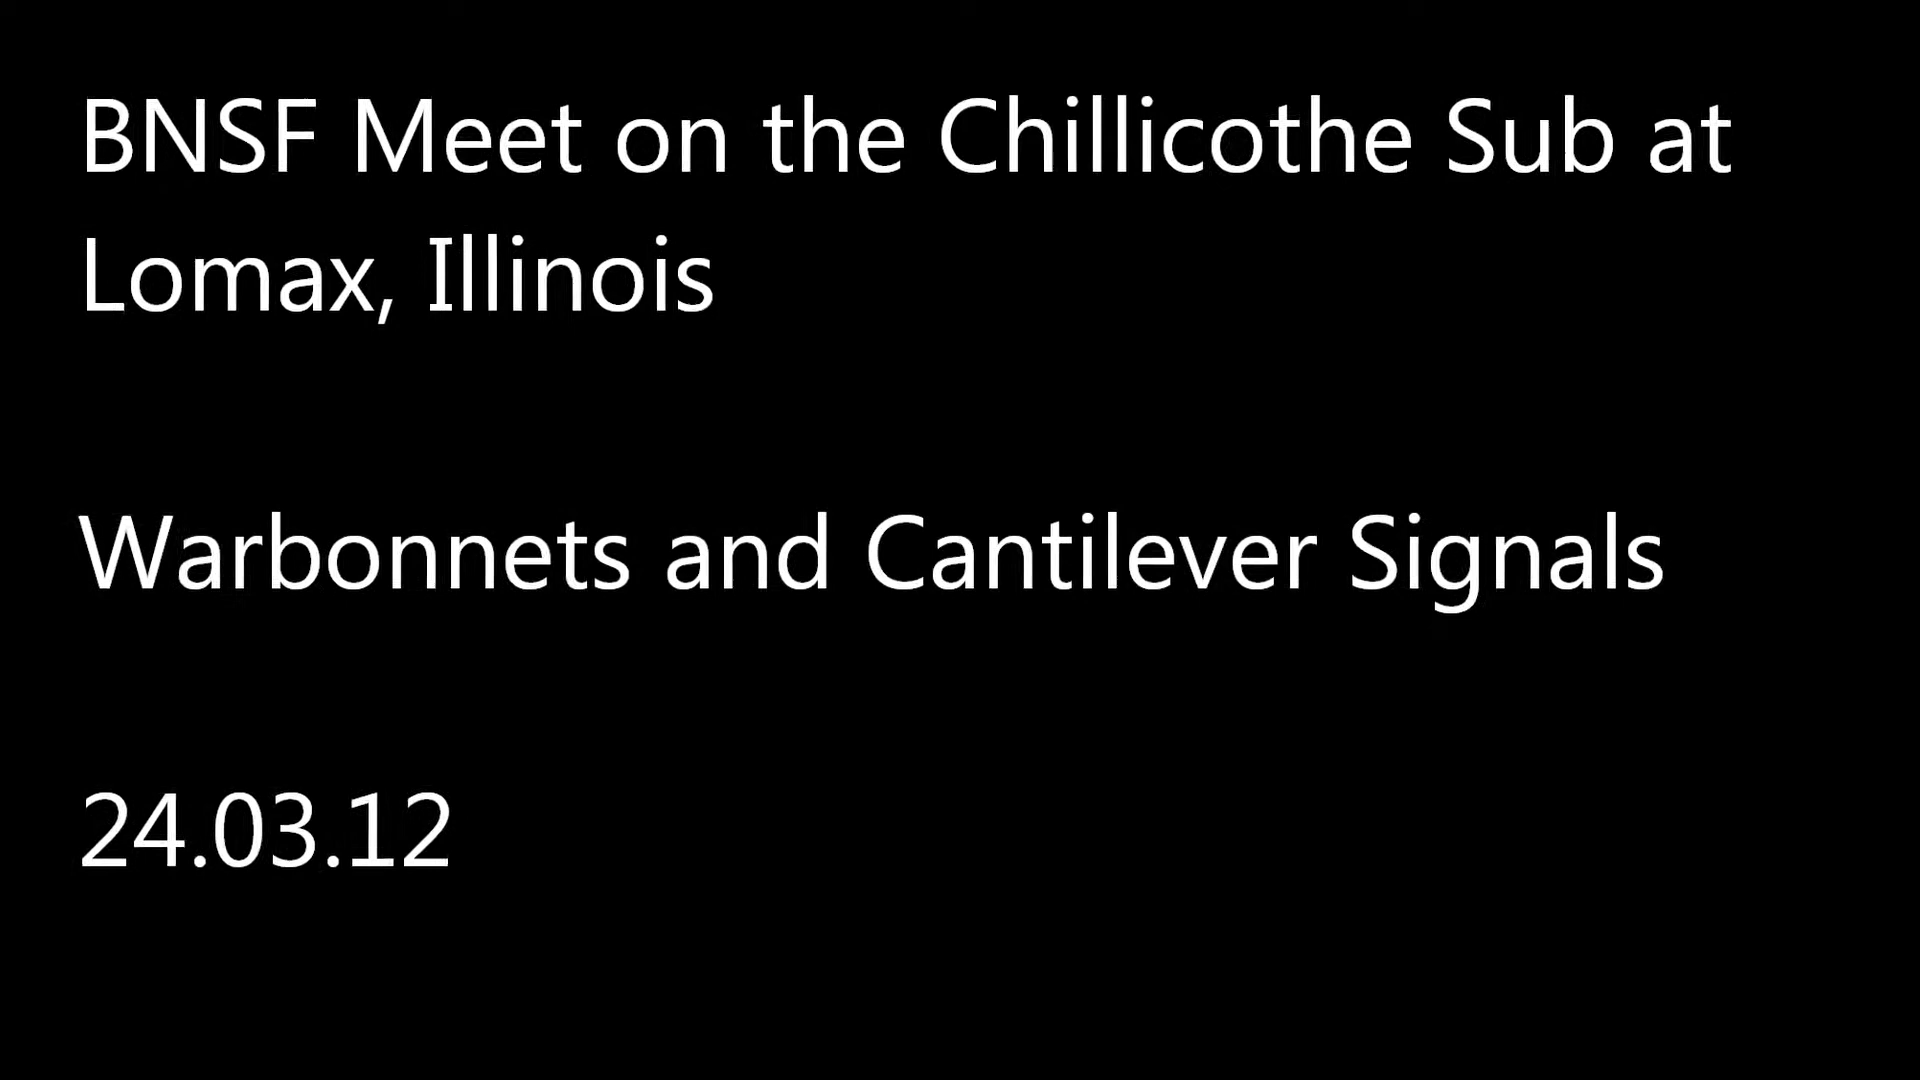 BNSF Meet on the Chillicothe Sub at
Lomax, Illinois
Warbonnets and Cantilever Signals
24.03.12